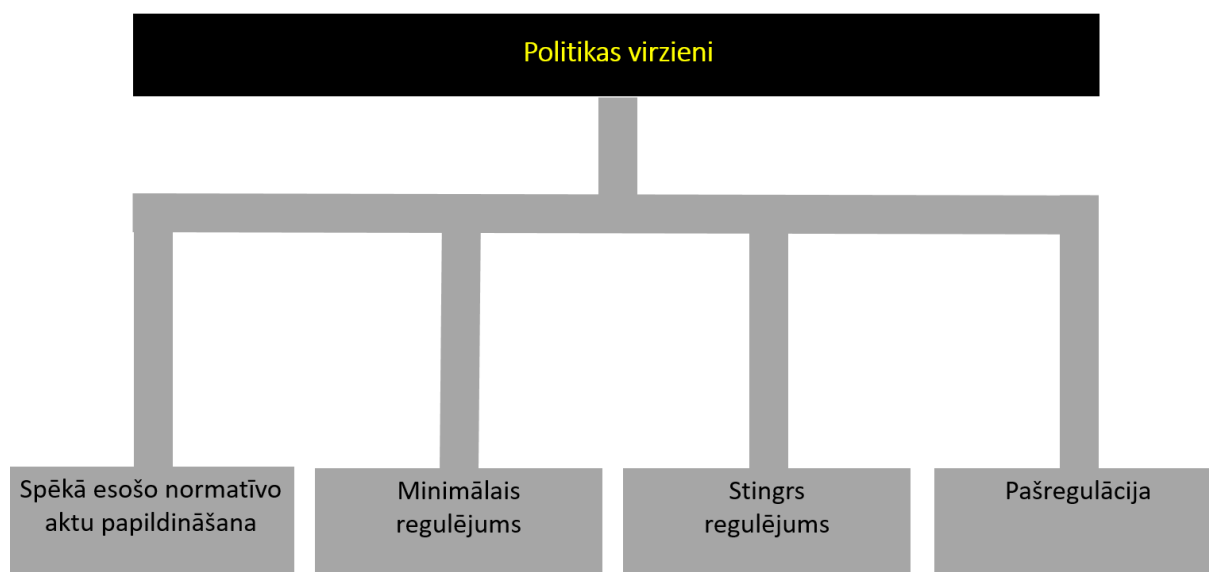 Politikas virzieni
Spēkā esošo normatīvo
aktu papildināšana
Minimālais
regulējums
Stingrs
regulējums
Pašregulācija